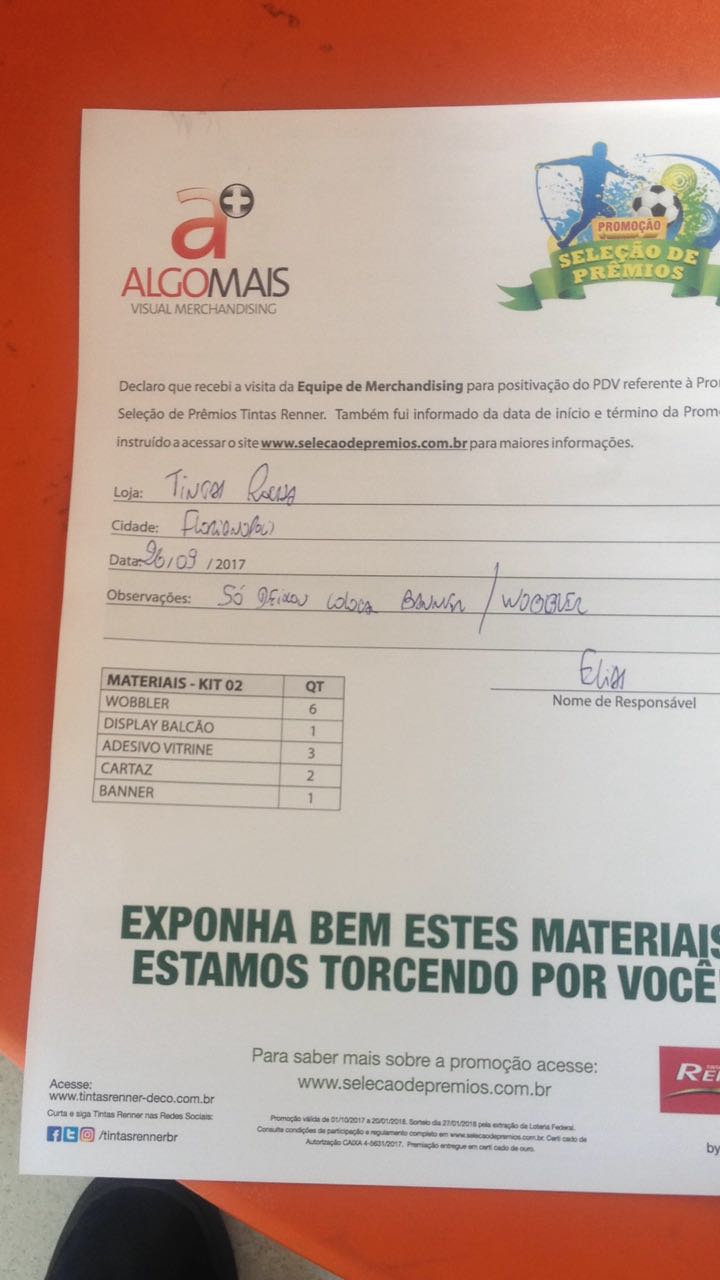 a+
ALGOMAIS
VISUAL MERCHANDISING
PROMOÇÃO
SELEÇÃO DE
PRÊMIOS
Declaro que recebi a visita da Equipe de Merchandising para positivação do PDV referente à Pro
Seleção de Prêmios Tintas Renner. Também fui informado da data de início e término da Prom
instruído a acessar o site www.selecaodepremios.com.br para maiores informações.
Loja: Tintas
Cidade: Florianopolis
Data: 26/09 / 2017
Observações: Só deixou coloca BANNER / WOBBLER
Elias
Nome de Responsável
MATERIAIS - KIT 02 QT
WOBBLER 6
DISPLAY BALCÃO 1
ADESIVO VITRINE 3
CARTAZ 2
BANNER 1
EXPONHA BEM ESTES MATERIAIS
ESTAMOS TORCENDO POR VOCÊ
Para saber mais sobre a promoção acesse:
www.selecaodepremios.com.br
RE
by
Acesse:
www.tintasrenner-deco.com.br
Curta e siga Tintas Renner nas Redes Sociais:
/tintasrennerbr
Promoção válida de 01/10/2017 a 20/01/2018. Sorteio dia 27/01/2018 pela extração da Loteria Federal.
Consulte condições de participação e regulamento completo em www.selecaodepremios.com.br. Certi cado de
Autorização CAIXA 4-5631/2017. Premiação entregue em certi cado de ouro.